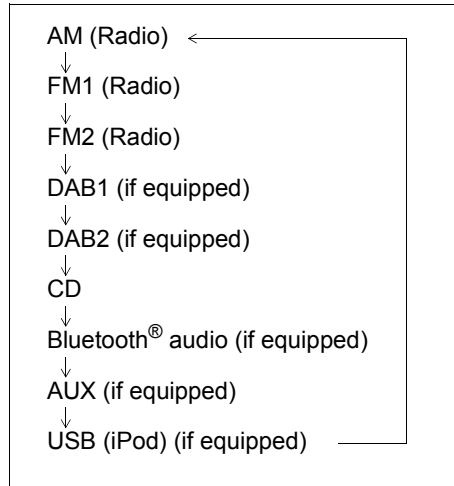 AM (Radio)
FM1 (Radio)
FM2 (Radio)
DAB1 (if equipped)
DAB2 (if equipped)
CD
Bluetooth® audio (if equipped)
AUX (if equipped)
USB (iPod) (if equipped)